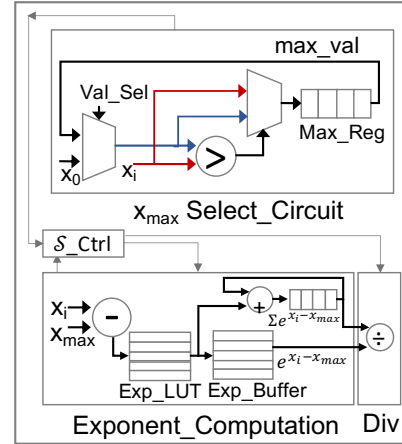 max_val
Val_Sel
x0
xi
>
Max_Reg
xmax Select_Circuit
𝒮_Ctrl
xi
xmax
-
+
Σe^{xi−xmax}
e^{xi−xmax}
÷
Exp_LUT Exp_Buffer
Exponent_Computation Div